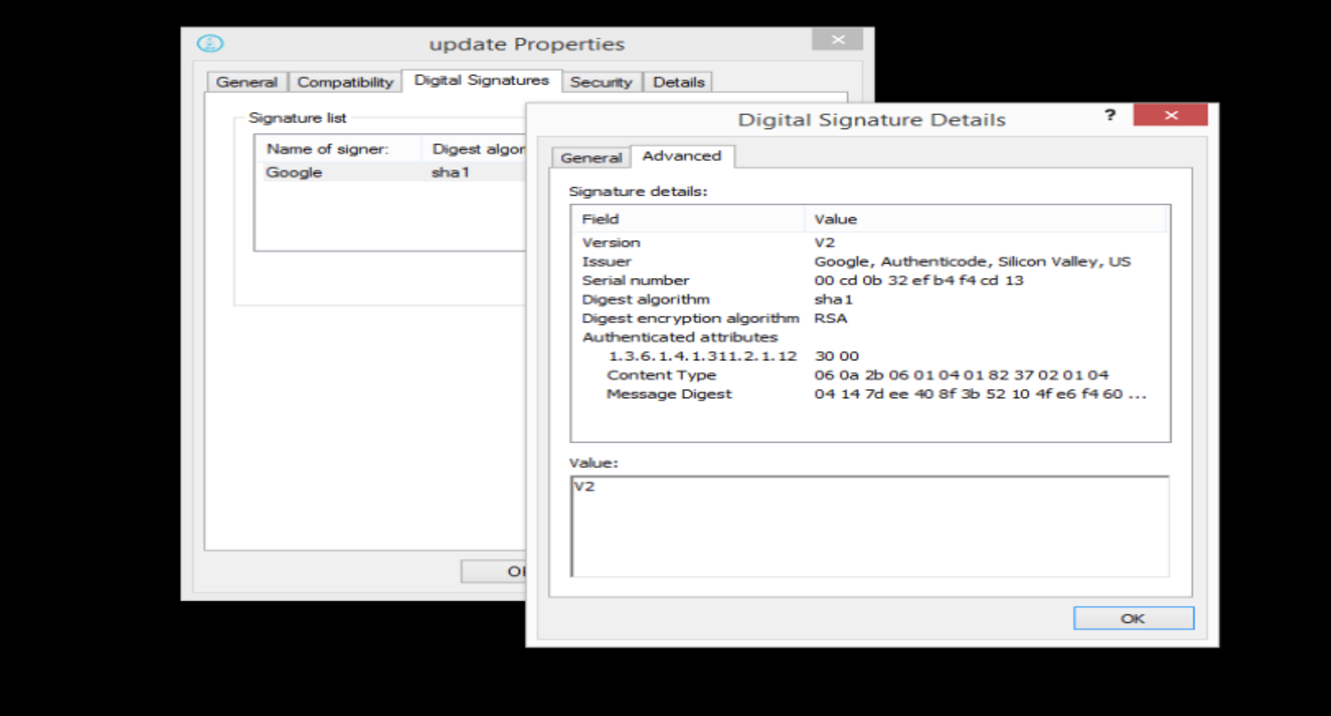 update Properties
General Compatibility Digital Signatures Security Details
Signature list
Name of signer: Digest algor
Google sha1
Digital Signature Details
?
General Advanced
Signature details:
Field Value
Version V2
Issuer Google, Authenticode, Silicon Valley, US
Serial number 00 cd 0b 32 ef b4 f4 cd 13
Digest algorithm sha1
Digest encryption algorithm RSA
Authenticated attributes
1.3.6.1.4.1.311.2.1.12 30 00
Content Type 06 0a 2b 06 01 04 01 82 37 02 01 04
Message Digest 04 14 7d ee 40 8f 3b 52 10 4f e6 f4 60 ...
Value:
V2
OK